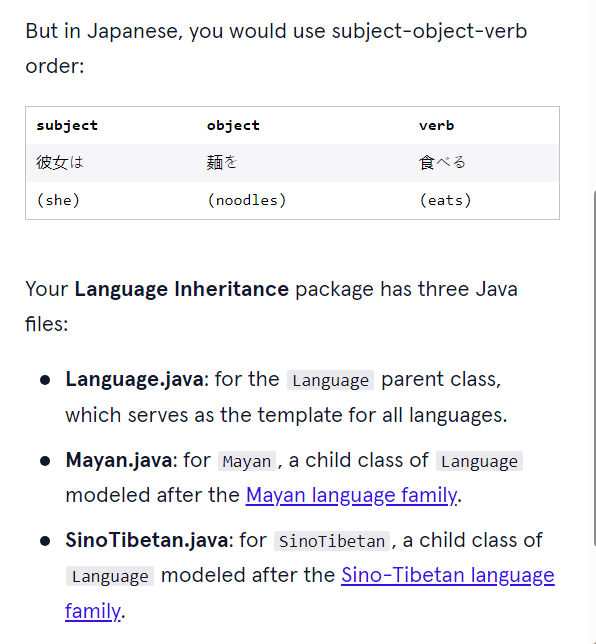 But in Japanese, you would use subject-object-verb
order:
subject object verb
彼女は 麺を 食べる
(she) (noodles) (eats)
Your Language Inheritance package has three Java
files:
● Language.java: for the Language parent class,
which serves as the template for all languages.
● Mayan.java: for Mayan, a child class of Language
modeled after the Mayan language family.
● SinoTibetan.java: for SinoTibetan, a child class of
Language modeled after the Sino-Tibetan language
family.